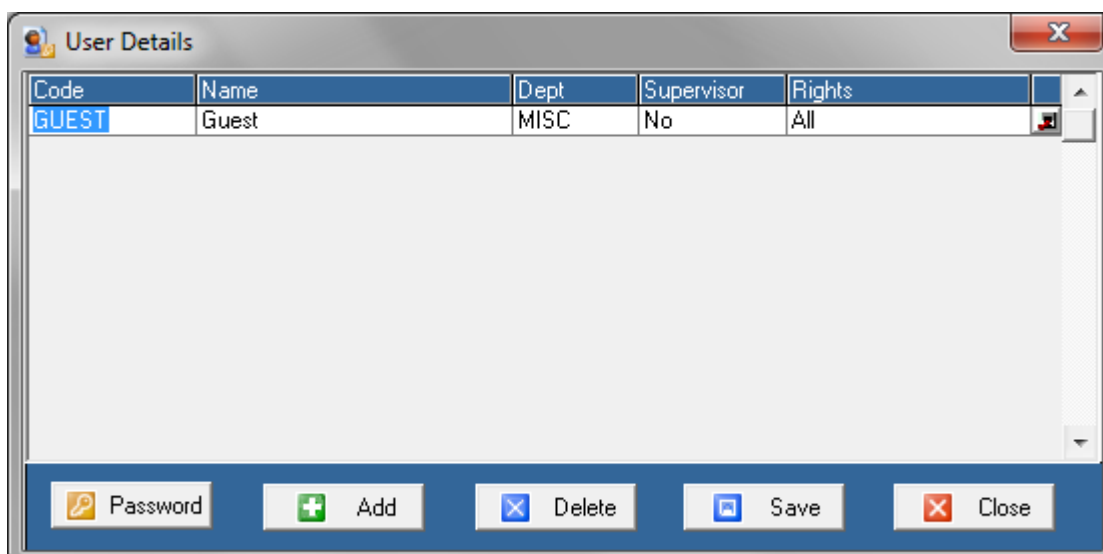 User Details
Code Name Dept Supervisor Rights
GUEST Guest MISC No All
Password Add Delete Save Close